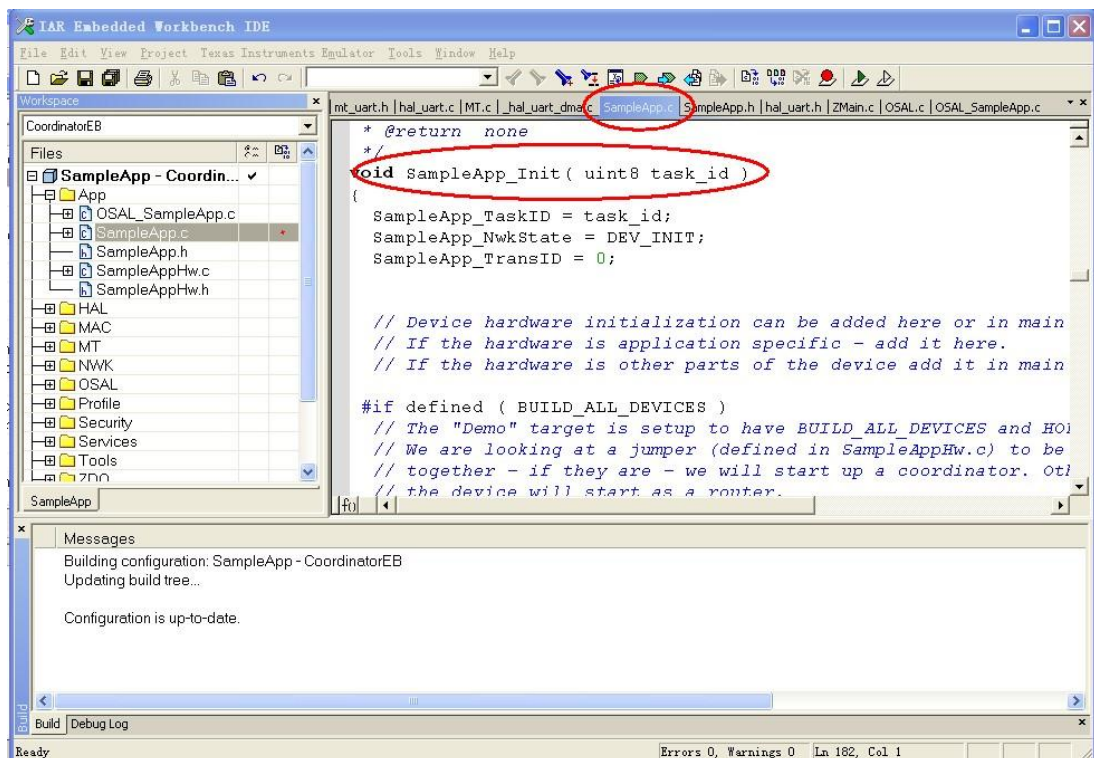 IAR Embedded Workbench IDE
File Edit View Project Texas Instruments Emulator Tools Window Help
Workspace
CoordinatorEB
Files
SampleApp - Coordin...
App
OSAL_SampleApp.c
SampleApp.c
SampleApp.h
SampleAppHw.c
SampleAppHw.h
HAL
MAC
MT
NWK
OSAL
Profile
Security
Services
Tools
ZDO
SampleApp
mt_uart.h | hal_uart.c | MT.c | _hal_uart_dma.c SampleApp.c SampleApp.h | hal_uart.h | ZMain.c | OSAL.c | OSAL_SampleApp.c
* @return none
*/
void SampleApp_Init( uint8 task_id )
{
SampleApp_TaskID = task_id;
SampleApp_NwkState = DEV_INIT;
SampleApp_TransID = 0;
// Device hardware initialization can be added here or in main
// If the hardware is application specific - add it here.
// If the hardware is other parts of the device add it in main
#if defined ( BUILD_ALL_DEVICES )
// The "Demo" target is setup to have BUILD_ALL_DEVICES and
// We are looking at a jumper (defined in SampleAppHw.c) to be
// together - if they are - we will start up a coordinator.
// the device will start as a router.
f()
Messages
Building configuration: SampleApp - CoordinatorEB
Updating build tree...
Configuration is up-to-date.
Build
Build Debug Log
Ready Errors 0, Warnings 0 Ln 182, Col 1